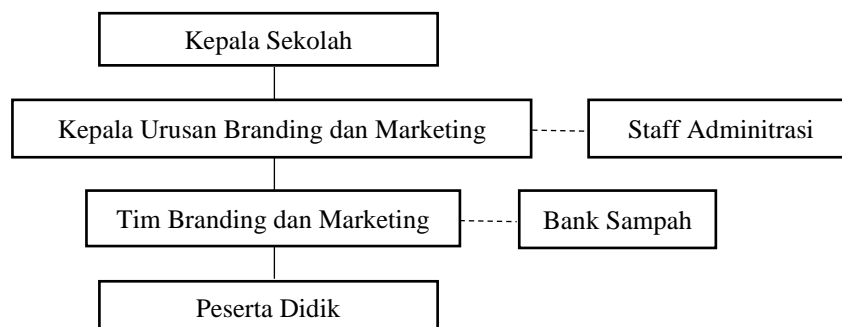 Kepala Sekolah
Kepala Urusan Branding dan Marketing
Staff Adminitrasi
Tim Branding dan Marketing
Bank Sampah
Peserta Didik